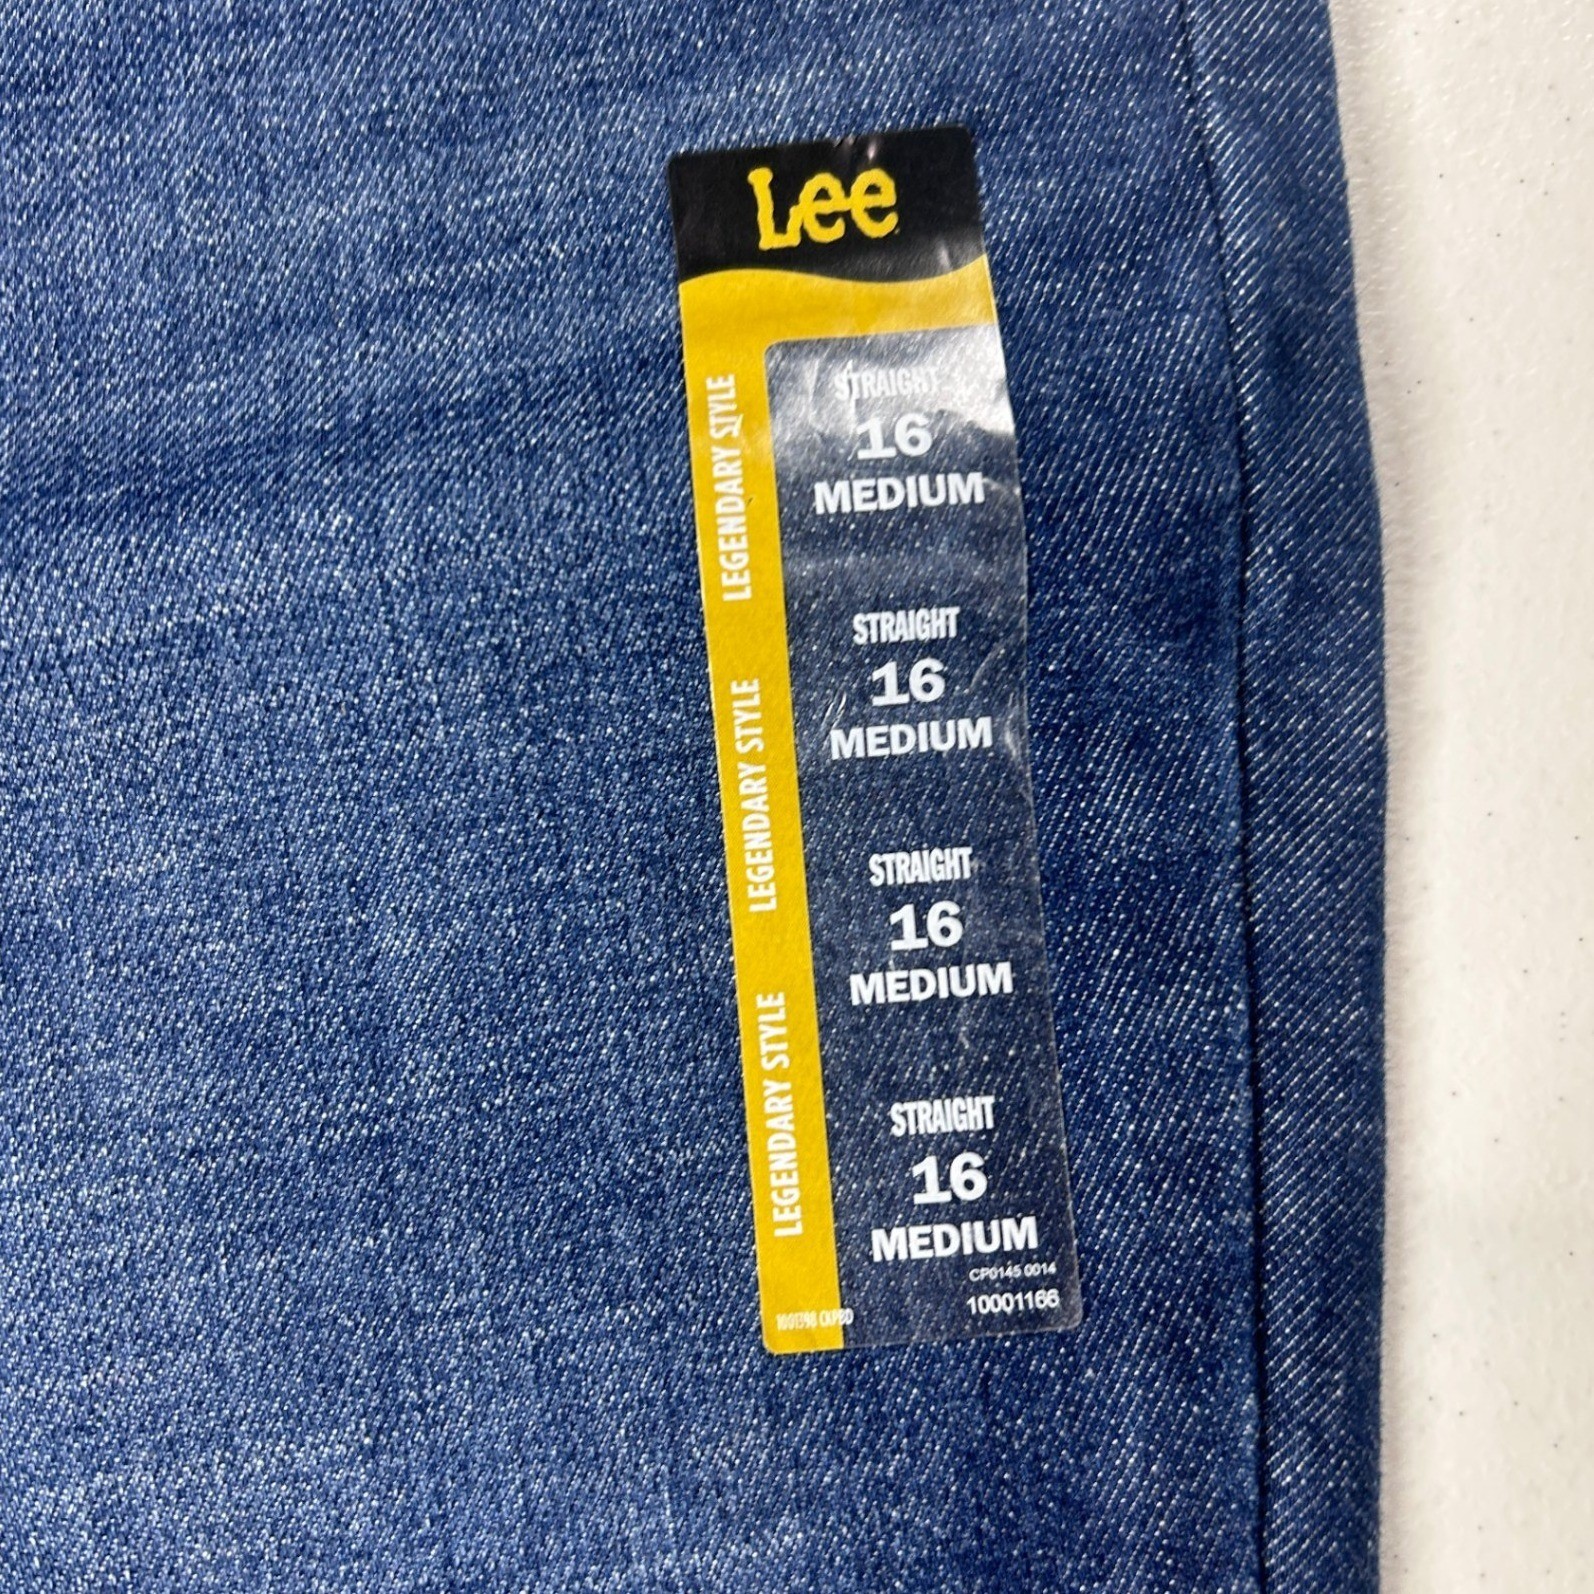 Lee
LEGENDARY STYLE
LEGENDARY STYLE
LEGENDARY STYLE
STRAIGHT
16
MEDIUM
STRAIGHT
16
MEDIUM
STRAIGHT
16
MEDIUM
STRAIGHT
16
MEDIUM
CP0145 0014
10001166